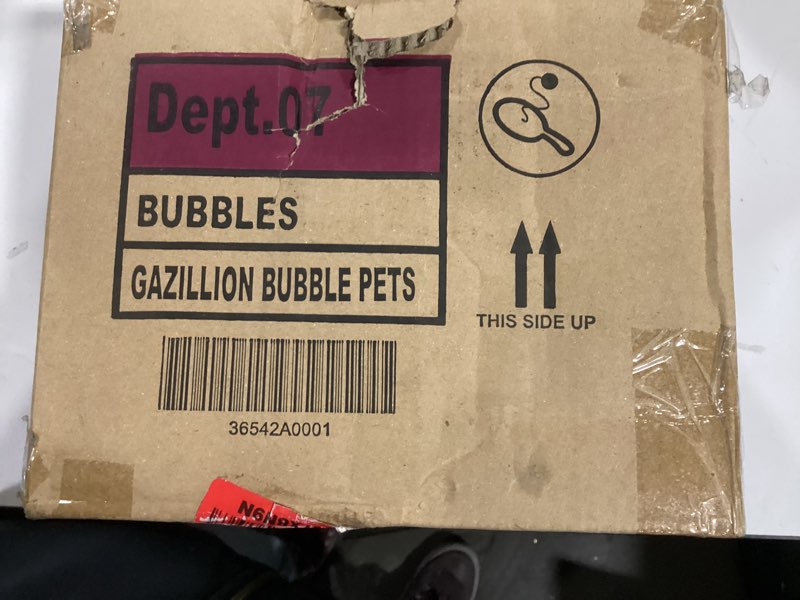 Dept.07
BUBBLES
GAZILLION BUBBLE PETS
THIS SIDE UP
36542A0001